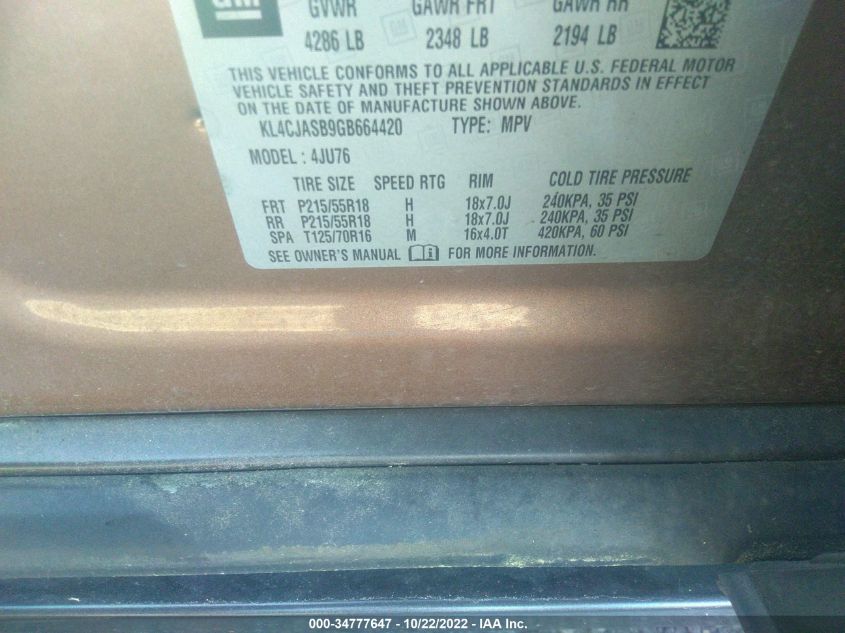 GM
GVWR GAWR FRT GAWR RR
4286 LB 2348 LB 2194 LB
THIS VEHICLE CONFORMS TO ALL APPLICABLE U.S. FEDERAL MOTOR
VEHICLE SAFETY AND THEFT PREVENTION STANDARDS IN EFFECT
ON THE DATE OF MANUFACTURE SHOWN ABOVE.
KL4CJASB9GB664420 TYPE: MPV
MODEL: 4JU76
TIRE SIZE SPEED RTG RIM COLD TIRE PRESSURE
FRT P215/55R18 H 18x7.0J 240KPA, 35 PSI
RR P215/55R18 H 18x7.0J 240KPA, 35 PSI
SPA T125/70R16 M 16x4.0T 420KPA, 60 PSI
SEE OWNER'S MANUAL FOR MORE INFORMATION.
000-34777647 - 10/22/2022 - IAA Inc.